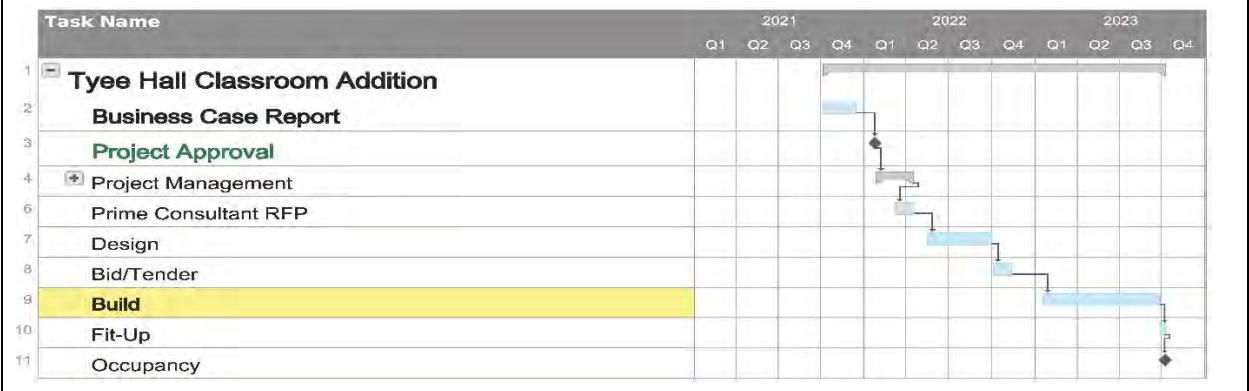 Task Name
2021 2022 2023
Q1 Q2 Q3 Q4 Q1 Q2 Q3 Q4 Q1 Q2 Q3 Q4
1 Tyee Hall Classroom Addition
2 Business Case Report
3 Project Approval
4 Project Management
6 Prime Consultant RFP
7 Design
8 Bid/Tender
9 Build
10 Fit-Up
11 Occupancy